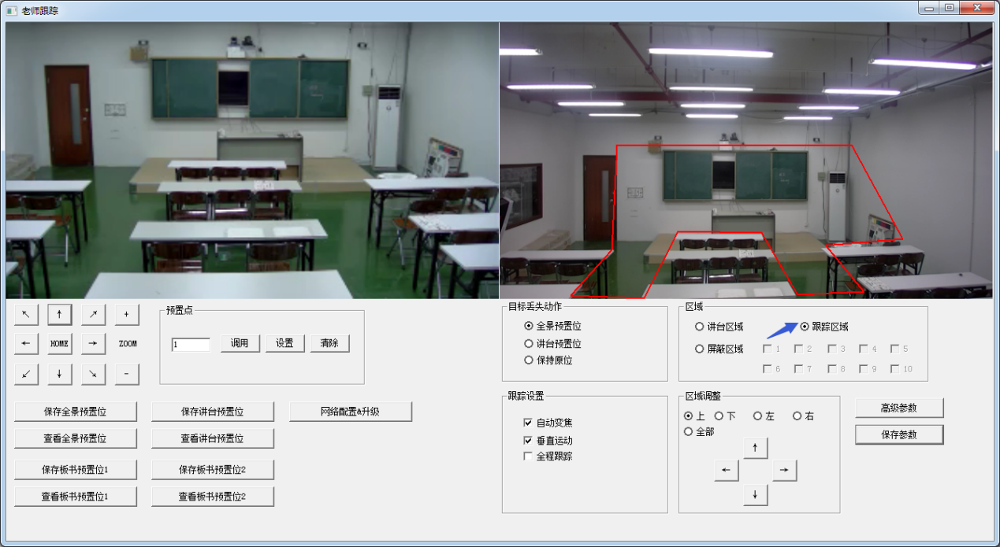 老师跟踪
↖ ↑ ↗ +
← HOME → ZOOM
↙ ↓ ↘ -
预置点
1 调用 设置 清除
保存全景预置位 保存讲台预置位 网络配置&升级
查看全景预置位 查看讲台预置位
保存板书预置位1 保存板书预置位2
查看板书预置位1 查看板书预置位2
目标丢失动作
全景预置位
讲台预置位
保持原位
区域
讲台区域 跟踪区域
屏蔽区域 1 2 3 4 5
6 7 8 9 10
跟踪设置
自动变焦
垂直运动
全程跟踪
区域调整
上 下 左 右
全部
↑
← →
↓
高级参数
保存参数